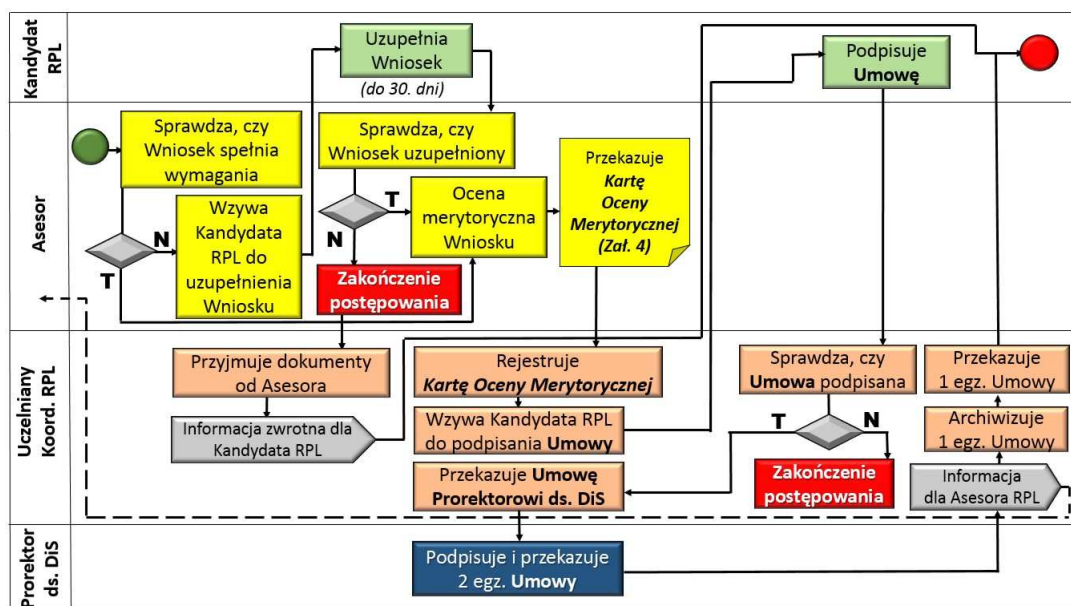 Kandydat
RPL
Uzupełnia
Wniosek
(do 30. dni)
Podpisuje
Umowę
Asesor
Sprawdza, czy
Wniosek spełnia
wymagania
N
T
Wzywa
Kandydata
RPL do
uzupełnienia
Wniosku
Sprawdza, czy
Wniosek uzupełniony
T
N
Zakończenie
postępowania
Ocena
merytoryczna
Wniosku
Przekazuje
Kartę
Oceny
Merytorycznej
(Zał. 4)
Uczelniany
Koord. RPL
Przyjmuje dokumenty
od Asesora
Informacja zwrotna dla
Kandydata RPL
Rejestruje
Kartę Oceny Merytorycznej
Wzywa Kandydata RPL
do podpisania Umowy
Przekazuje Umowę
Prorektorowi ds. DiS
Sprawdza, czy
Umowa podpisana
T
N
Zakończenie
postępowania
Przekazuje
1 egz. Umowy
Archiwizuje
1 egz. Umowy
Informacja
dla Asesora RPL
Prorektor
ds. DiS
Podpisuje i przekazuje
2 egz. Umowy